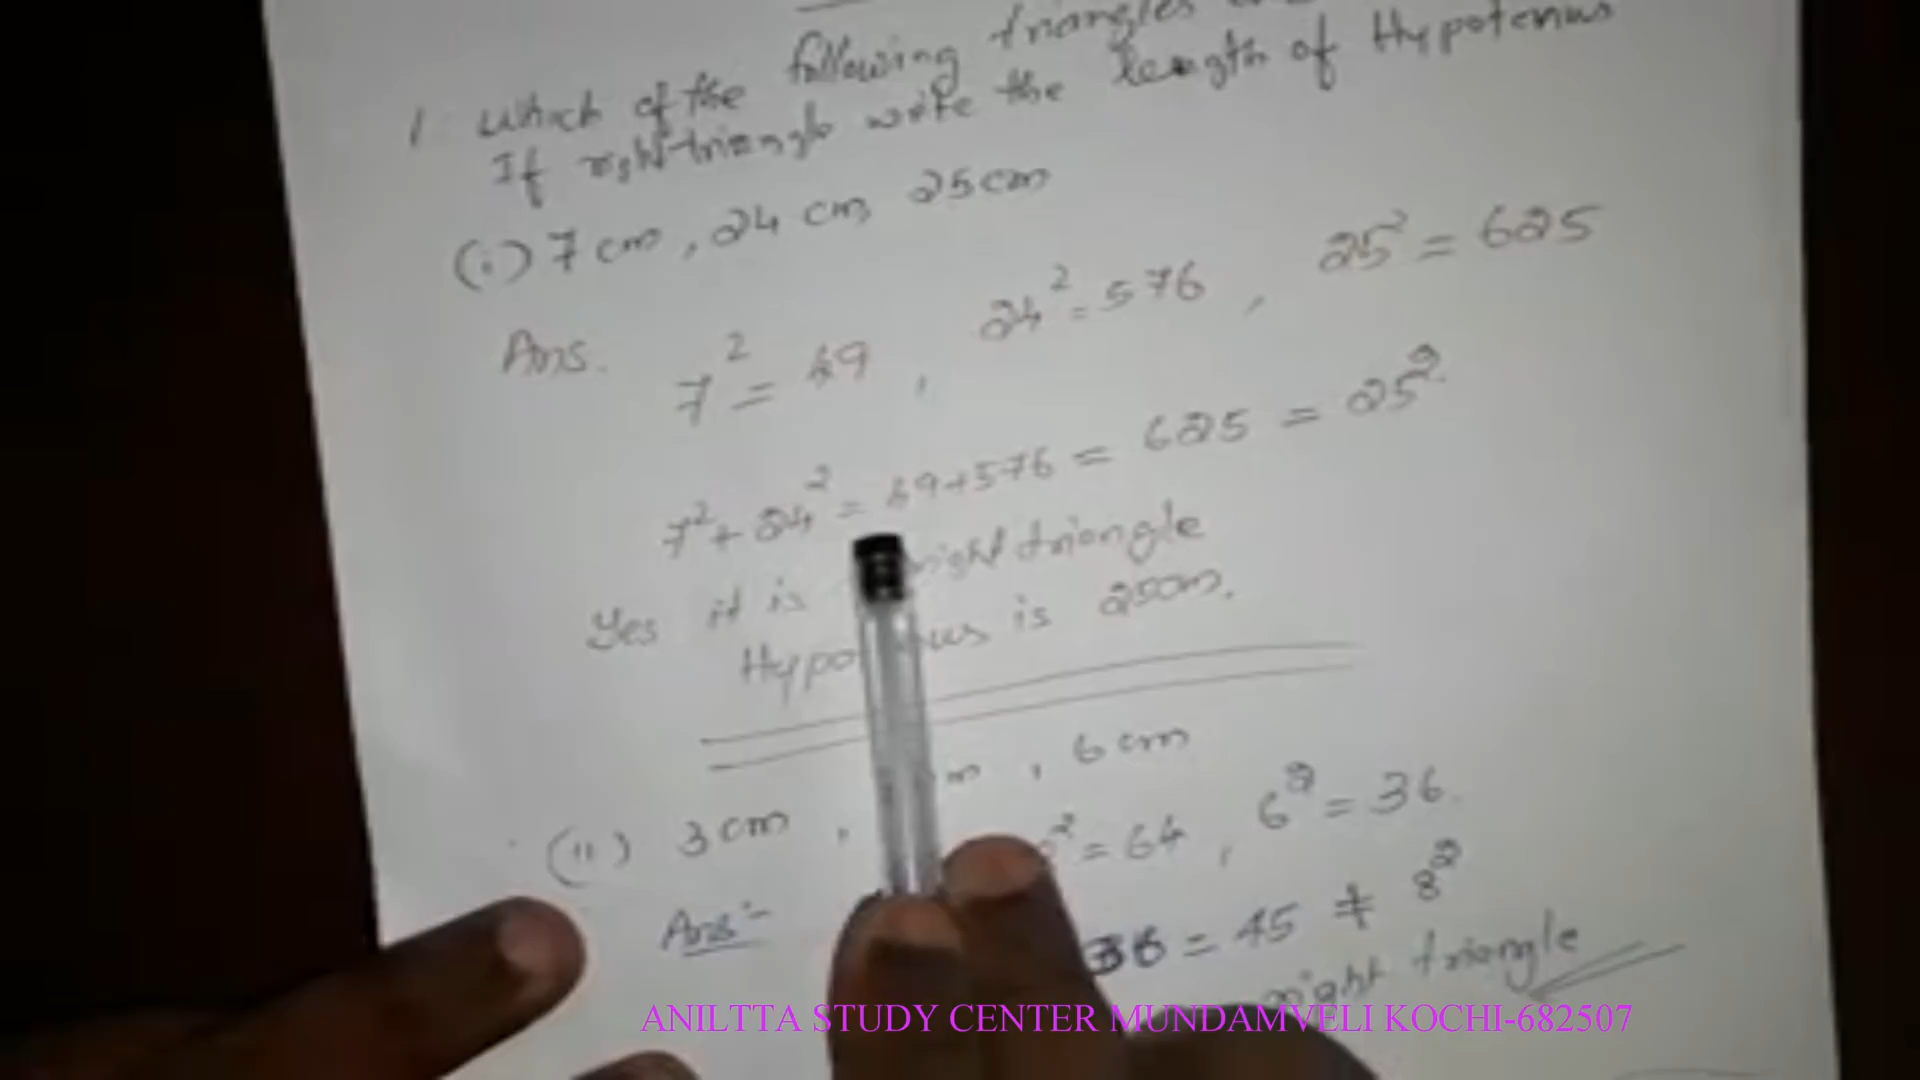 1. Which of the following triangles
If right triangle write the length of Hypotenus
(i) 7 cm, 24 cm 25cm
Ans. 7² = 49, 24² = 576, 25² = 625
7² + 24² = 49+576 = 625 = 25²
Yes it is right triangle
is 25cm.
(ii) 3 cm, , 6 cm
Ans:- ² = 64, 6² = 36.
36 = 45 ≠ 8²
right triangle
ANILTTA STUDY CENTER MUNDAMVELI KOCHI-682507